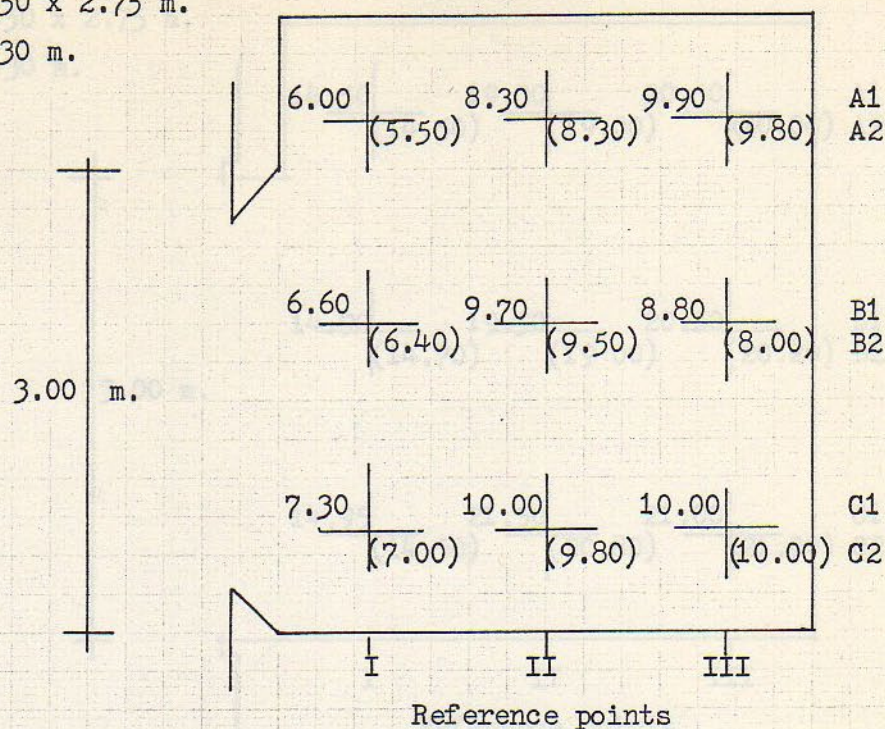 x 2.75 m.
30 m.
6.00 8.30 9.90 A1
(5.50) (8.30) (9.80) A2
6.60 9.70 8.80 B1
(6.40) (9.50) (8.00) B2
3.00 m.
7.30 10.00 10.00 C1
(7.00) (9.80) (10.00) C2
I II III
Reference points